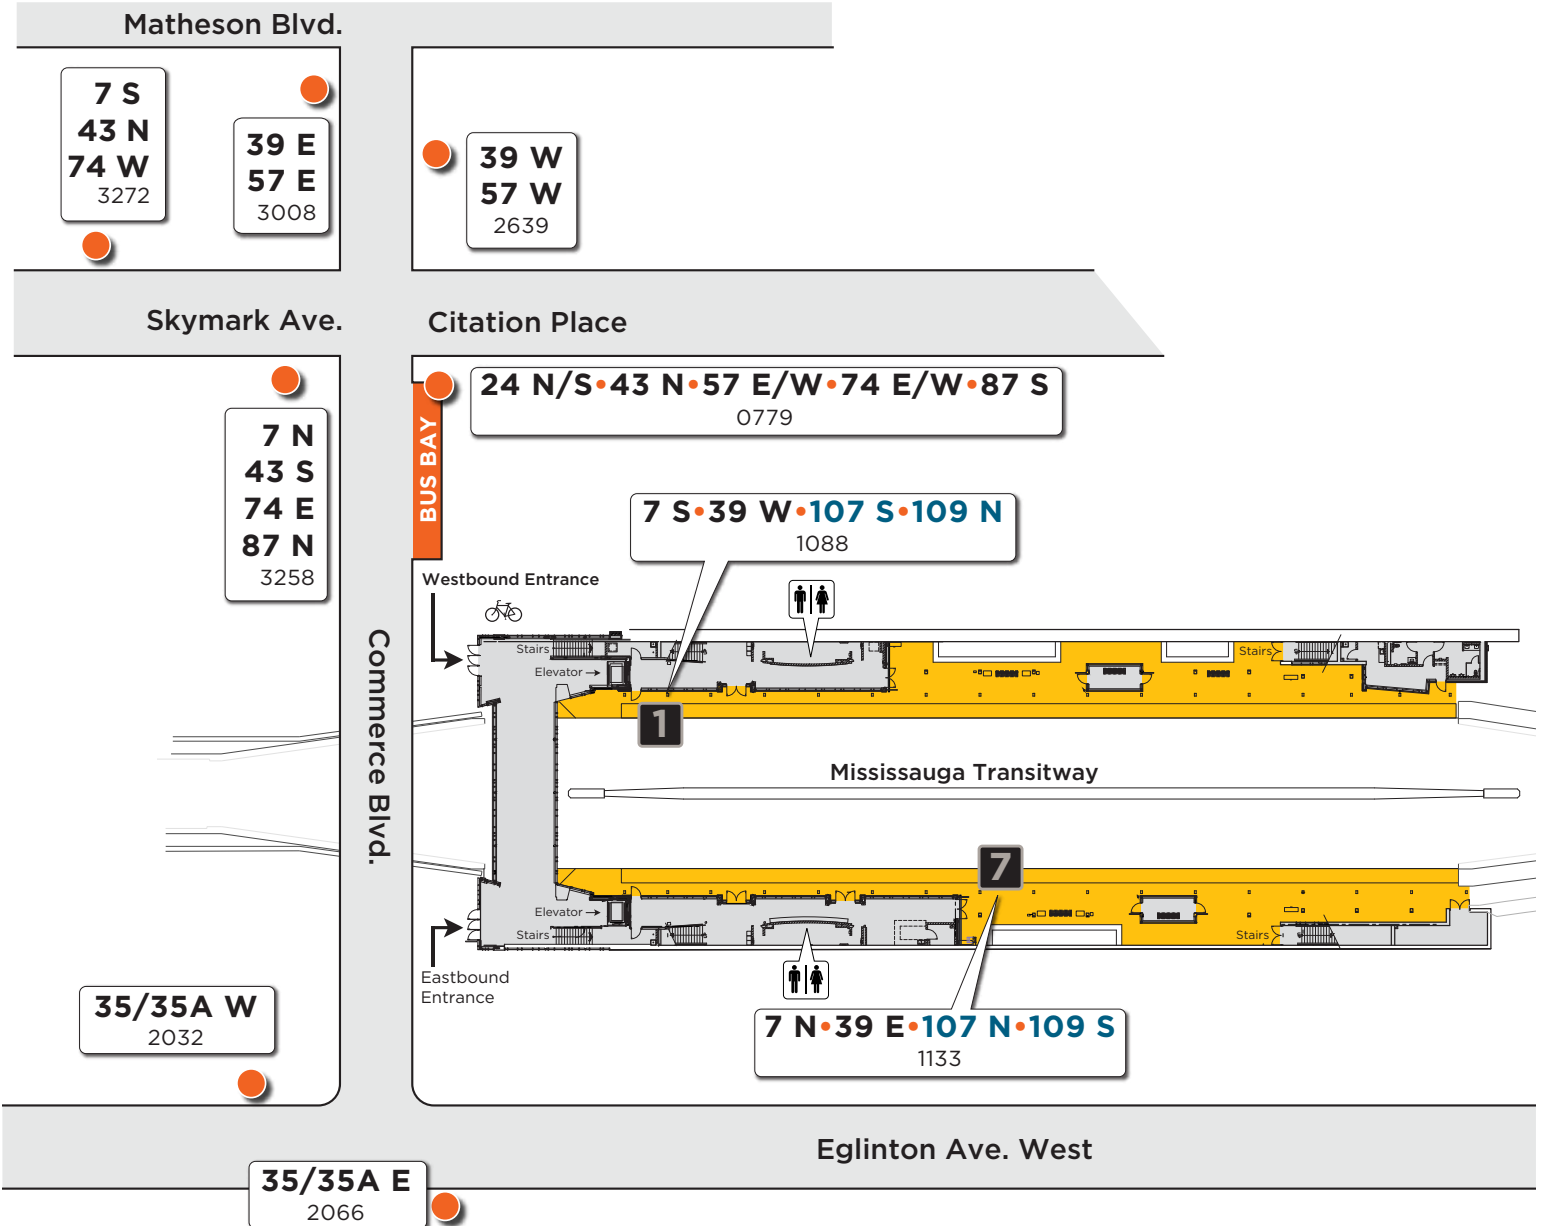 Matheson Blvd.
7 S
43 N
74 W
3272
39 E
57 E
3008
39 W
57 W
2639
Skymark Ave.
Citation Place
7 N
43 S
74 E
87 N
3258
BUS BAY
24 N/S•43 N•57 E/W•74 E/W•87 S
0779
7 S•39 W•107 S•109 N
1088
Westbound Entrance
Stairs
Elevator
Stairs
1
Commerce Blvd.
Mississauga Transitway
7
Elevator
Stairs
Stairs
Eastbound
Entrance
7 N•39 E•107 N•109 S
1133
35/35A W
2032
Eglinton Ave. West
35/35A E
2066